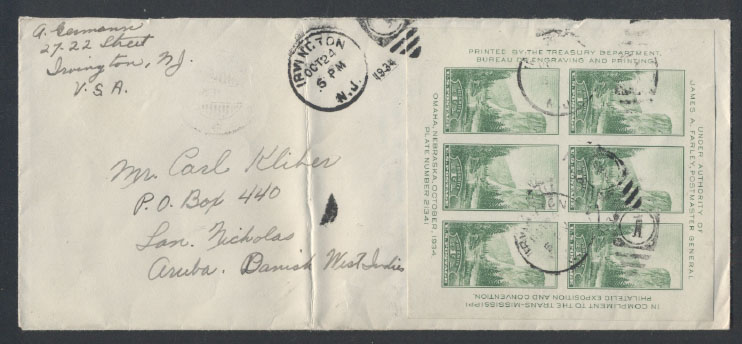 A. Germann
27-22 Street
Irvington, N.J.
U.S.A.
IRVINGTON
OCT 24
5 PM
N.J.
1934
Mr. Carl Kliher
P.O. Box 440
San. Nicholas
Aruba. Danish West Indies
PRINTED BY THE TREASURY DEPARTMENT,
BUREAU OF ENGRAVING AND PRINTING
UNDER AUTHORITY OF
JAMES A. FARLEY, POSTMASTER GENERAL
IN COMPLIMENT TO THE TRANS-MISSISSIPPI
PHILATELIC EXPOSITION AND CONVENTION,
OMAHA, NEBRASKA, OCTOBER, 1934
PLATE NUMBER 21341